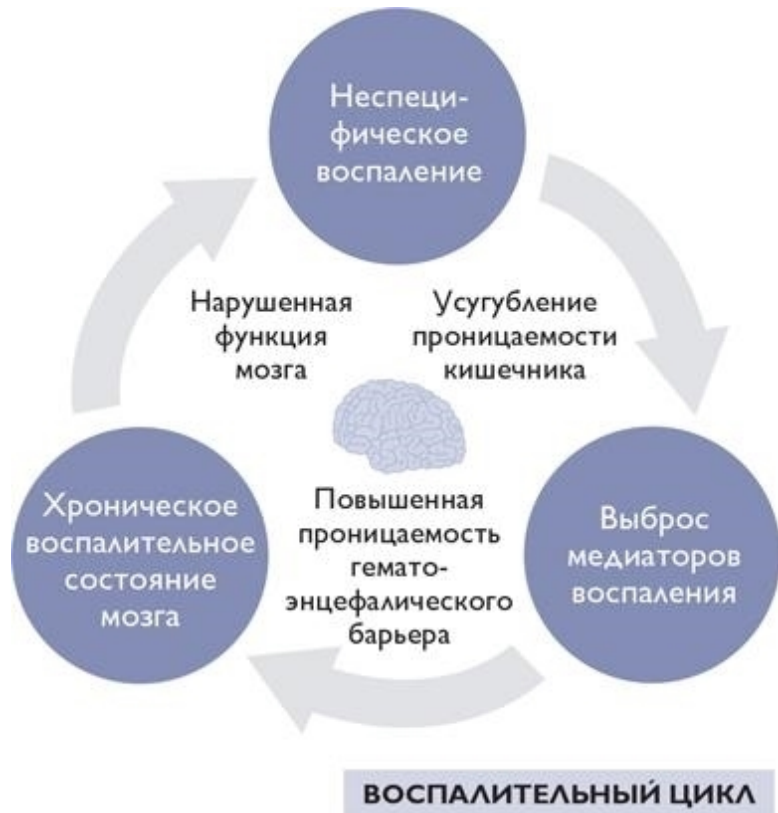 Неспеци-
фическое
воспаление
Нарушенная
функция
мозга
Усугубление
проницаемости
кишечника
Хроническое
воспалительное
состояние
мозга
Повышенная
проницаемость
гемато-
энцефалического
барьера
Выброс
медиаторов
воспаления
ВОСПАЛИТЕЛЬНЫЙ ЦИКЛ